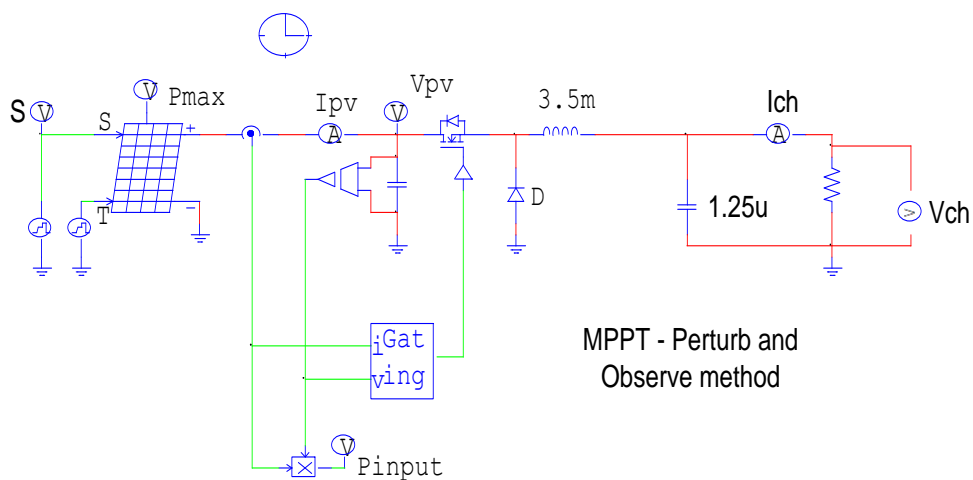 V
Pmax
S V
S
+
Ipv
A
Vpv
V
3.5m
Ich
A
T
-
D
1.25u
V
Vch
i Gat
v ing
MPPT - Perturb and
Observe method
V
Pinput